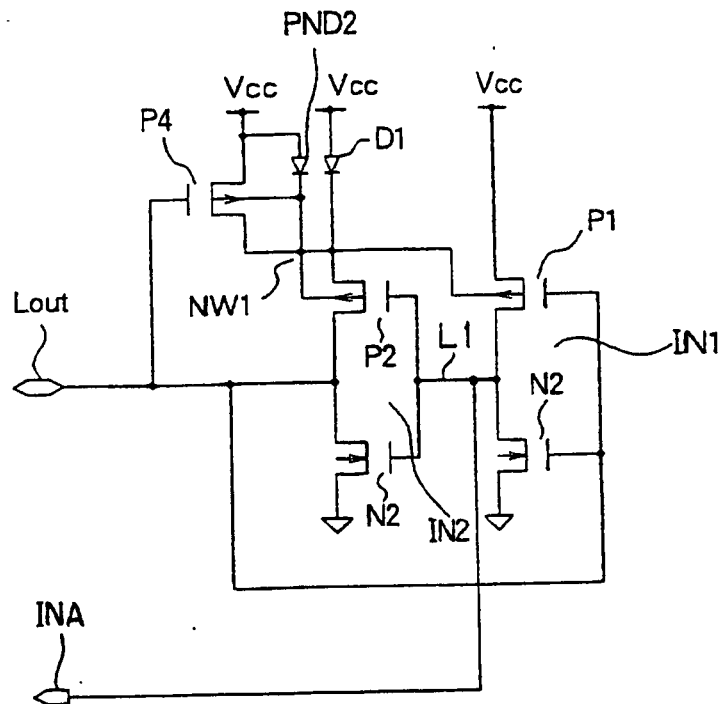 PND2
Vcc
Vcc
Vcc
P4
D1
P1
NW1
Lout
P2
L1
IN1
N2
N2
IN2
INA